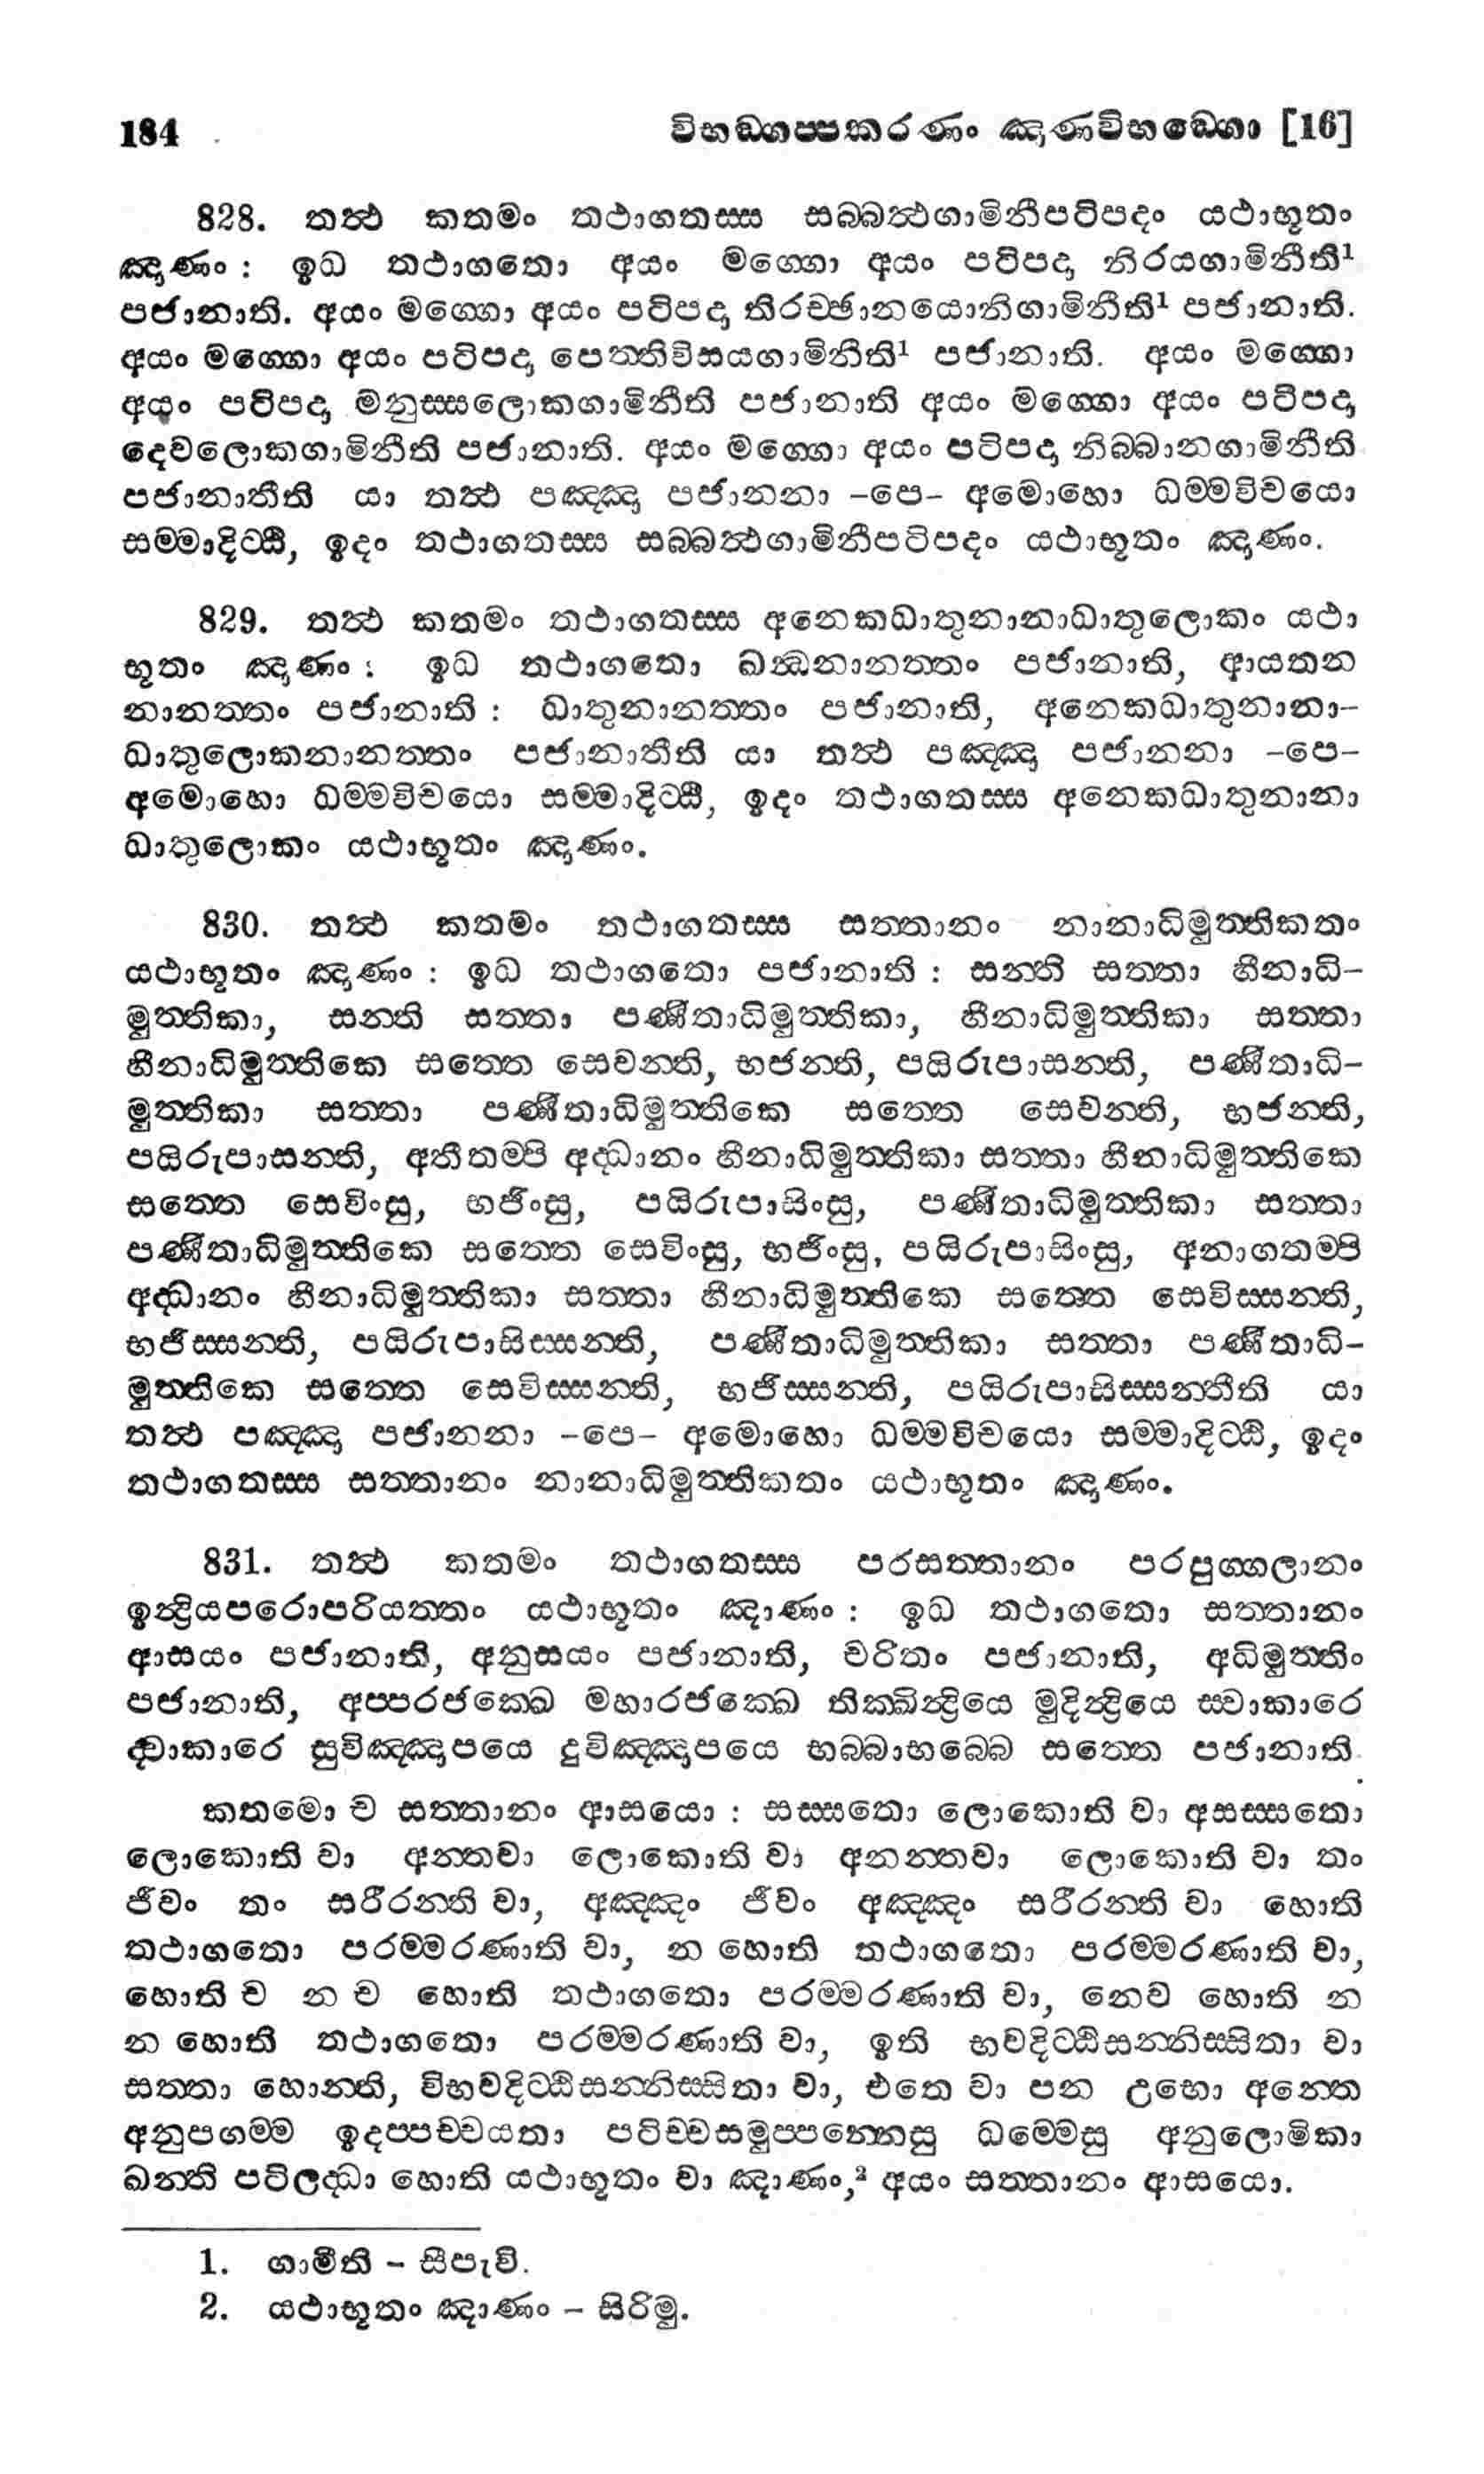 184 විභඞ්ගප්පකරණං ඤාණවිභඞ්ගො [16]
828. තත්‍ථ කතමං තථාගතස්ස සබ්බත්‍ථගාමිනීපටිපදං යථාභූතං
ඤාණං : ඉධ තථාගතො අයං මග්ගො අයං පටිපදා නිරයගාමිනීති1
පජානාති. අයං මග්ගො අයං පටිපදා තිරච්ඡානයොනිගාමිනීති1 පජානාති.
අයං මග්ගො අයං පටිපදා පෙත්තිවිසයගාමිනීති1 පජානාති. අයං මග්ගො
අයං පටිපදා මනුස්සලොකගාමිනීති පජානාති අයං මග්ගො අයං පටිපදා
දෙවලොකගාමිනීති පජානාති. අයං මග්ගො අයං පටිපදා නිබ්බානගාමිනීති
පජානාතීති යා තත්‍ථ පඤ්ඤා පජානනා –පෙ– අමොහො ධම්මවිචයො
සම්මාදිට්ඨි, ඉදං තථාගතස්ස සබ්බත්‍ථගාමිනීපටිපදං යථාභූතං ඤාණං.
829. තත්‍ථ කතමං තථාගතස්ස අනෙකධාතුනානාධාතුලොකං යථා
භූතං ඤාණං : ඉධ තථාගතො ඛන්‍ධනානත්තං පජානාති, ආයතන
නානත්තං පජානාති : ධාතුනානත්තං පජානාති, අනෙකධාතුනානා–
ධාතුලොකනානත්තං පජානාතීති යා තත්‍ථ පඤ්ඤා පජානනා –පෙ–
අමොහො ධම්මවිචයො සම්මාදිට්ඨි, ඉදං තථාගතස්ස අනෙකධාතුනානා
ධාතුලොකං යථාභූතං ඤාණං.
830. තත්‍ථ කතමං තථාගතස්ස සත්තානං නානාධිමුත්තිකතං
යථාභූතං ඤාණං : ඉධ තථාගතො පජානාති : සන්ති සත්තා හීනාධි–
මුත්තිකා, සන්ති සත්තා පණීතාධිමුත්තිකා, හීනාධිමුත්තිකා සත්තා
හීනාධිමුත්තිකෙ සත්තෙ සෙවන්ති, භජන්ති, පයිරුපාසන්ති, පණීතාධි–
මුත්තිකා සත්තා පණීතාධිමුත්තිකෙ සත්තෙ සෙවන්ති, භජන්ති,
පයිරුපාසන්ති, අතීතම්පි අද්ධානං හීනාධිමුත්තිකා සත්තා හීනාධිමුත්තිකෙ
සත්තෙ සෙවිංසු, භජිංසු, පයිරුපාසිංසු, පණීතාධිමුත්තිකා සත්තා
පණීතාධිමුත්තිකෙ සත්තෙ සෙවිංසු, භජිංසු, පයිරුපාසිංසු, අනාගතම්පි
අද්ධානං හීනාධිමුත්තිකා සත්තා හීනාධිමුත්තිකෙ සත්තෙ සෙවිස්සන්ති,
භජිස්සන්ති, පයිරුපාසිස්සන්ති, පණීතාධිමුත්තිකා සත්තා පණීතාධි–
මුත්තිකෙ සත්තෙ සෙවිස්සන්ති, භජිස්සන්ති, පයිරුපාසිස්සන්තීති යා
තත්‍ථ පඤ්ඤා පජානනා –පෙ– අමොහො ධම්මවිචයො සම්මාදිට්ඨි, ඉදං
තථාගතස්ස සත්තානං නානාධිමුත්තිකතං යථාභූතං ඤාණං.
831. තත්‍ථ කතමං තථාගතස්ස පරසත්තානං පරපුග්ගලානං
ඉන්‍ද්‍රියපරොපරියත්තං යථාභූතං ඤාණං : ඉධ තථාගතො සත්තානං
ආසයං පජානාති, අනුසයං පජානාති, චරිතං පජානාති, අධිමුත්තිං
පජානාති, අප්පරජක්ඛෙ මහාරජක්ඛෙ තික්ඛින්‍ද්‍රියෙ මුදින්‍ද්‍රියෙ ස්වාකාරෙ
ද්වාකාරෙ සුවිඤ්ඤාපයෙ දුවිඤ්ඤාපයෙ භබ්බාභබ්බෙ සත්තෙ පජානාති.
කතමො ච සත්තානං ආසයො : සස්සතො ලොකොති වා අසස්සතො
ලොකොති වා අන්තවා ලොකොති වා අනන්තවා ලොකොති වා තං
ජීවං තං සරීරන්ති වා, අඤ්ඤං ජීවං අඤ්ඤං සරීරන්ති වා හොති
තථාගතො පරම්මරණාති වා, න හොති තථාගතො පරම්මරණාති වා,
හොති ච න ච හොති තථාගතො පරම්මරණාති වා, නෙව හොති න
න හොති තථාගතො පරම්මරණාති වා, ඉති භවදිට්ඨිසන්නිස්සිතා වා
සත්තා හොන්ති, විභවදිට්ඨිසන්නිස්සිතා වා, එතෙ වා පන උභො අන්තෙ
අනුපගම්ම ඉදප්පච්චයතා පටිච්චසමුප්පන්නෙසු ධම්මෙසු අනුලොමිකා
ඛන්ති පටිලද්ධා හොති යථාභූතං වා ඤාණං,2 අයං සත්තානං ආසයො.
1. ගාමීති – සීපැවි.
2. යථාභූතං ඤාණං – සිරිමු.